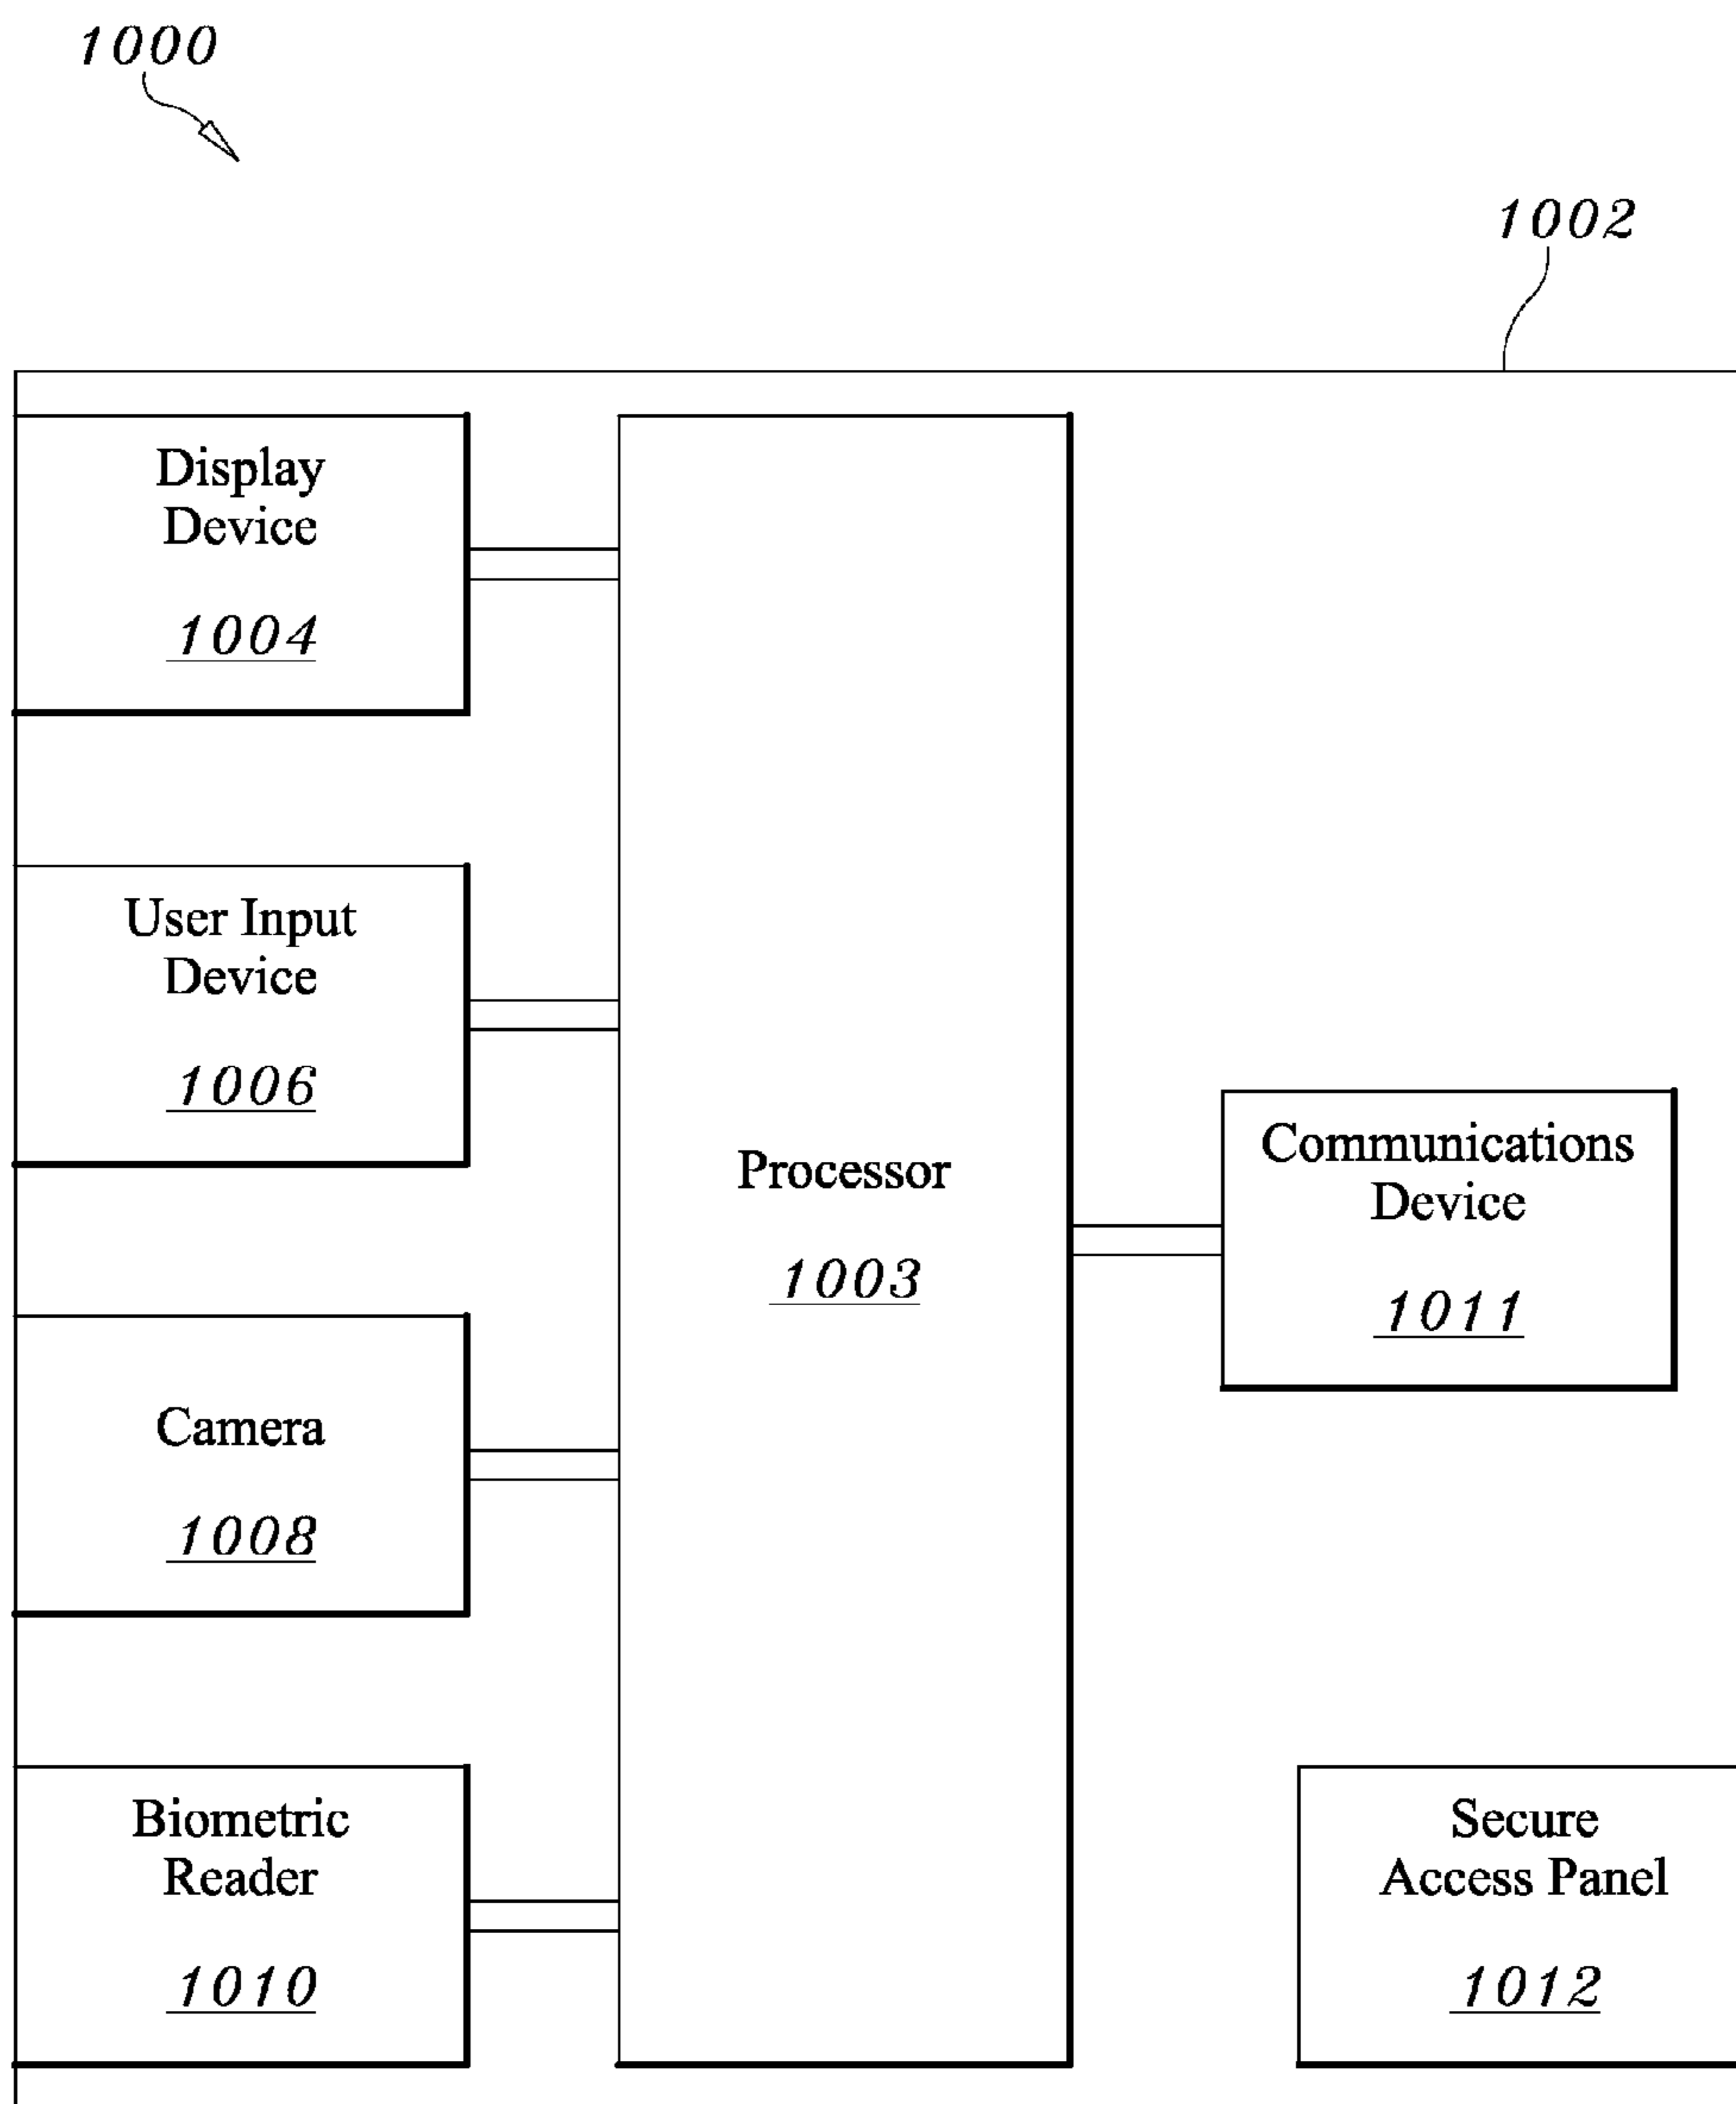 1000
1002
Display
Device
1004
User Input
Device
1006
Camera
1008
Biometric
Reader
1010
Processor
1003
Communications
Device
1011
Secure
Access Panel
1012